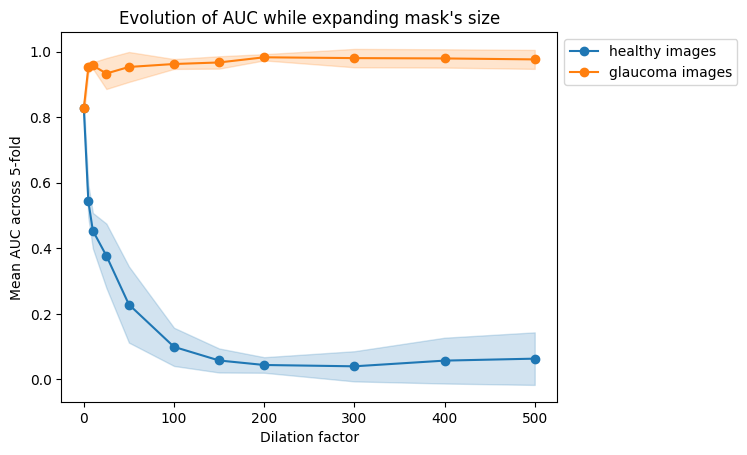 Evolution of AUC while expanding mask's size
healthy images
glaucoma images
Mean AUC across 5-fold
1.0
0.8
0.6
0.4
0.2
0.0
0 100 200 300 400 500
Dilation factor